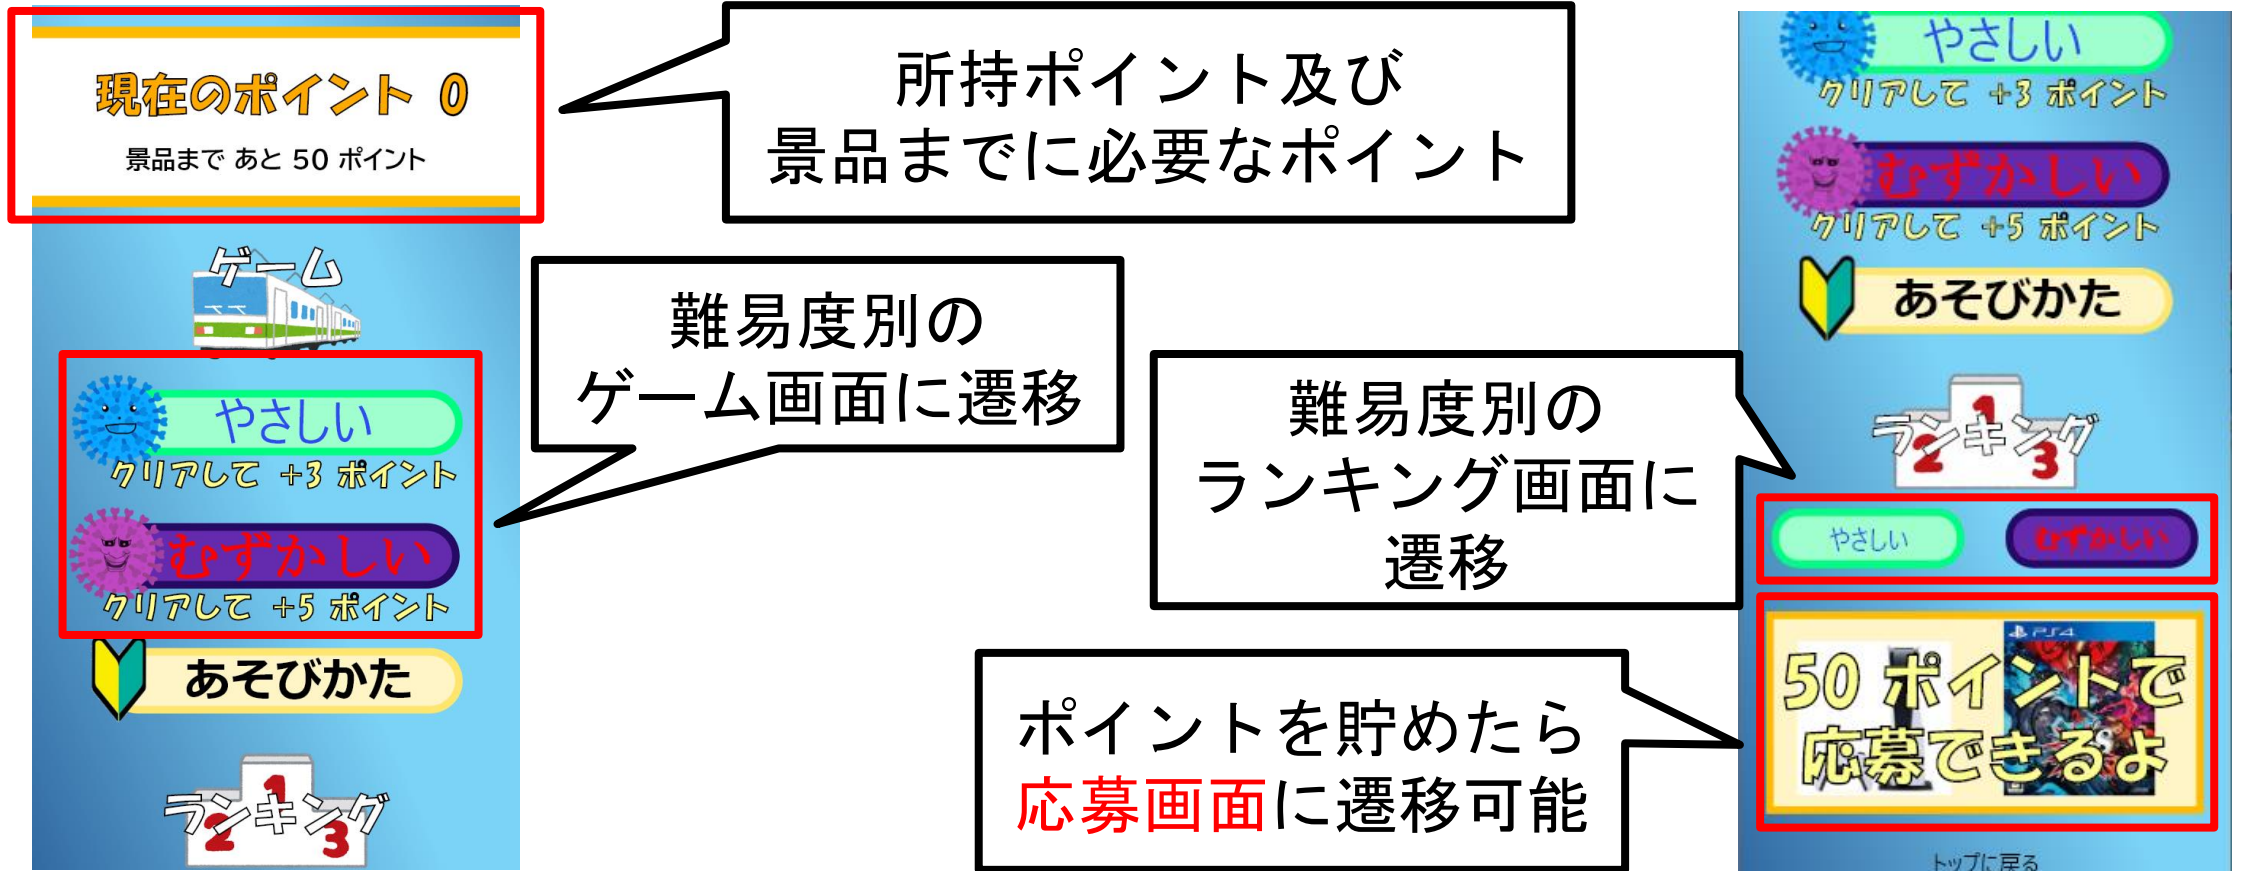 現在のポイント 0
景品まで あと 50 ポイント
ゲーム
やさしい
クリアして +3 ポイント
むずかしい
クリアして +5 ポイント
あそびかた
ランキング
1
2
3
所持ポイント及び
景品までに必要なポイント
難易度別の
ゲーム画面に遷移
難易度別の
ランキング画面に
遷移
ポイントを貯めたら
応募画面に遷移可能
やさしい
クリアして +3 ポイント
むずかしい
クリアして +5 ポイント
あそびかた
ランキング
1
2
3
やさしい
むずかしい
PS4
50 ポイントで
応募できるよ
トップに戻る